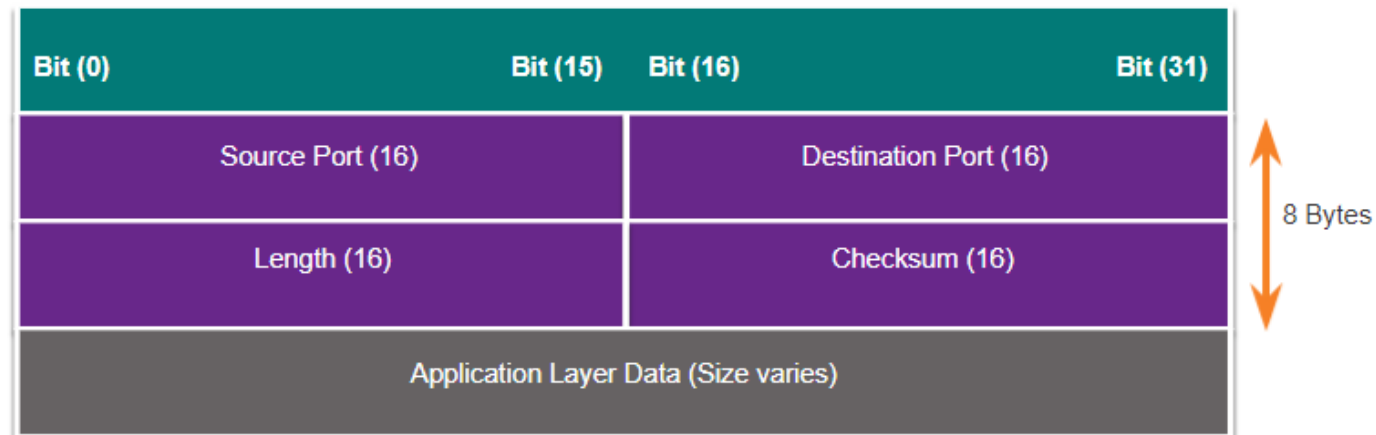 Bit (0) Bit (15) Bit (16) Bit (31)
Source Port (16) Destination Port (16)
8 Bytes
Length (16) Checksum (16)
Application Layer Data (Size varies)